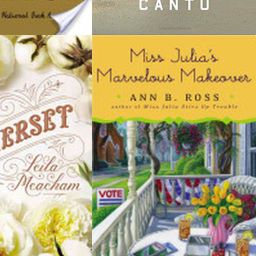 National Book A
CANTÚ
ERSET
Leila
Meacham
Miss Julia's
Marvelous Makeover
ANN B. ROSS
author of Miss Julia Stirs Up Trouble
VOTE